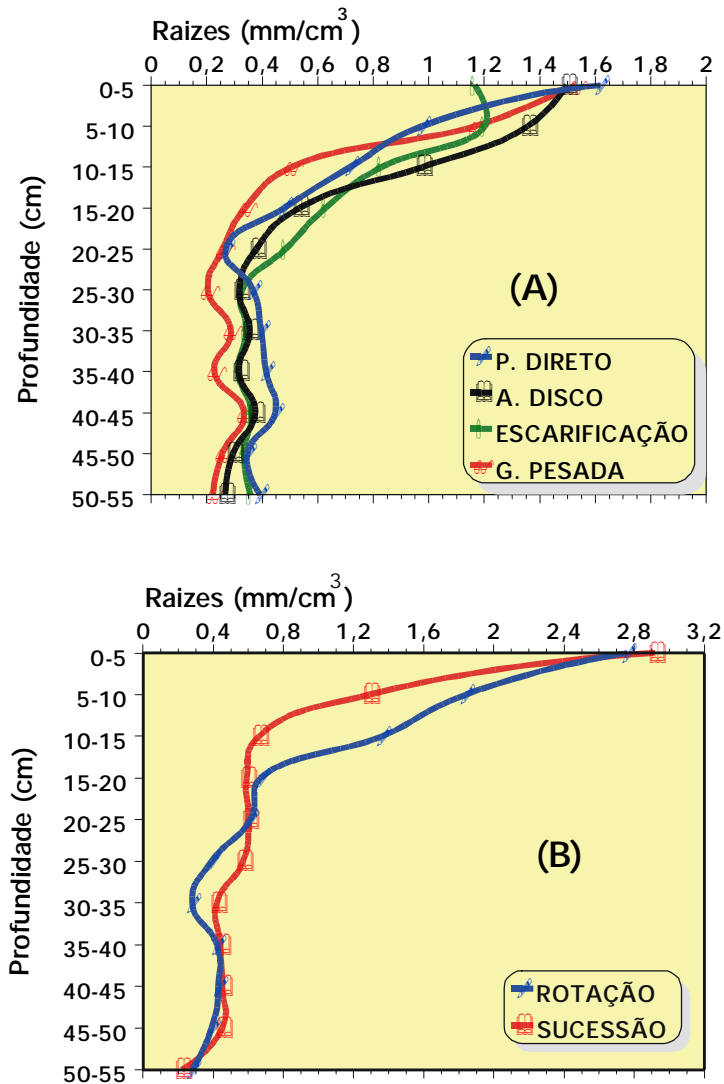 Raizes (mm/cm³)
0 0,2 0,4 0,6 0,8 1 1,2 1,4 1,6 1,8 2
Profundidade (cm)
0-5
5-10
10-15
15-20
20-25
25-30
30-35
35-40
40-45
45-50
50-55
(A)
P. DIRETO
A. DISCO
ESCARIFICAÇÃO
G. PESADA
Raizes (mm/cm³)
0 0,4 0,8 1,2 1,6 2 2,4 2,8 3,2
Profundidade (cm)
0-5
5-10
10-15
15-20
20-25
25-30
30-35
35-40
40-45
45-50
50-55
(B)
ROTAÇÃO
SUCESSÃO